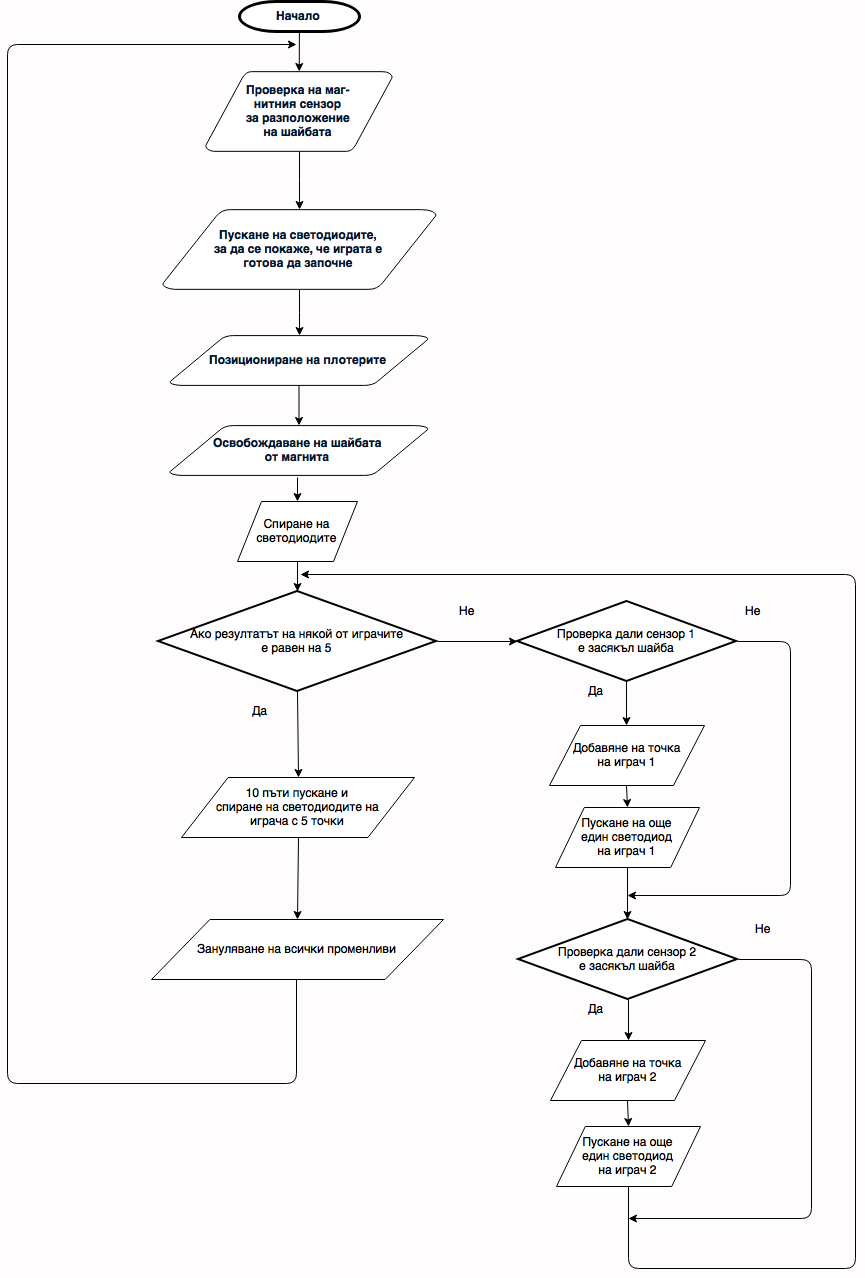 Начало
Проверка на маг-
нитния сензор
за разположение
на шайбата
Пускане на светодиодите,
за да се покаже, че играта е
готова да започне
Позициониране на плотерите
Освобождаване на шайбата
от магнита
Спиране на
светодиодите
Ако резултатът на някой от играчите
е равен на 5
Не
Да
10 пъти пускане и
спиране на светодиодите на
играча с 5 точки
Зануляване на всички променливи
Проверка дали сензор 1
е засякъл шайба
Не
Да
Добавяне на точка
на играч 1
Пускане на още
един светодиод
на играч 1
Проверка дали сензор 2
е засякъл шайба
Не
Да
Добавяне на точка
на играч 2
Пускане на още
един светодиод
на играч 2